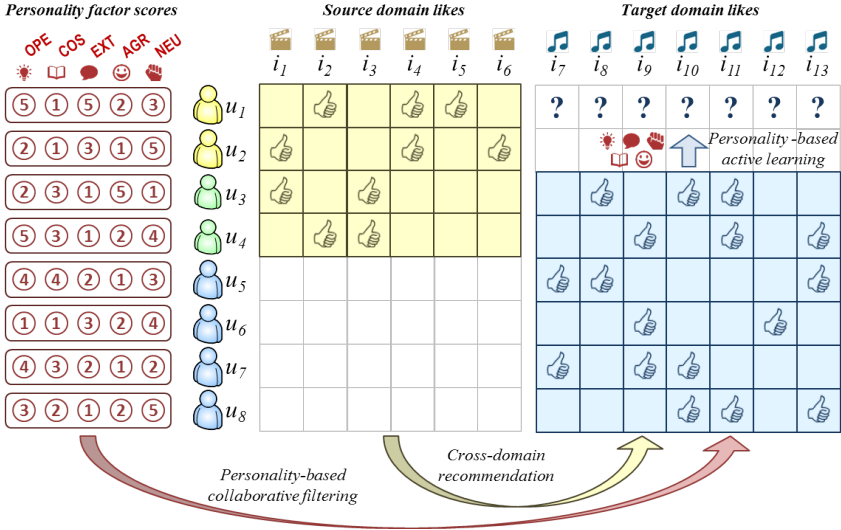 Personality factor scores Source domain likes Target domain likes
OPE COS EXT AGR NEU
i1 i2 i3 i4 i5 i6 i7 i8 i9 i10 i11 i12 i13
5 1 5 2 3 u1 ? ? ? ? ? ? ?
2 1 3 1 5 u2 Personality -based
active learning
2 3 1 5 1 u3
5 3 1 2 4 u4
4 4 2 1 3 u5
1 1 3 2 4 u6
4 3 2 1 2 u7
3 2 1 2 5 u8
Personality-based
collaborative filtering
Cross-domain
recommendation